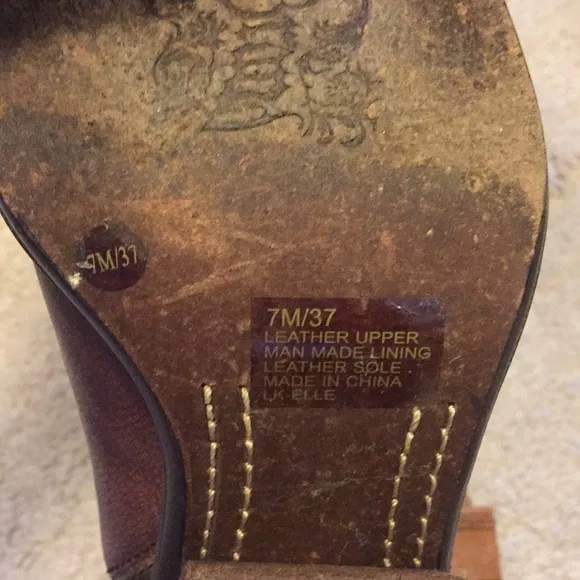 7M/37
7M/37
LEATHER UPPER
MAN MADE LINING
LEATHER SOLE
MADE IN CHINA
LK-ELLE